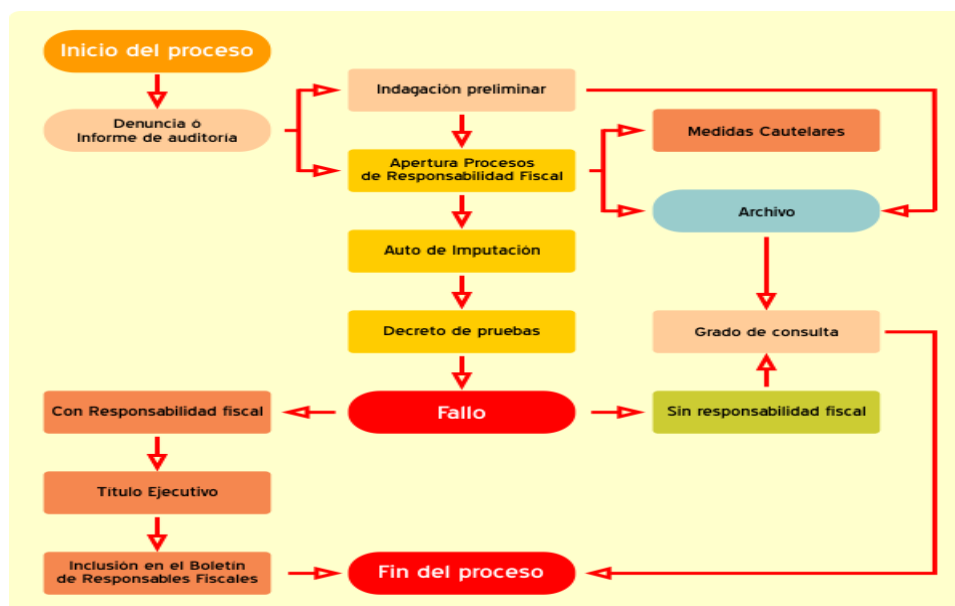 Inicio del proceso
Denuncia ó
Informe de auditoría
Indagación preliminar
Apertura Procesos
de Responsabilidad Fiscal
Medidas Cautelares
Archivo
Auto de Imputación
Decreto de pruebas
Grado de consulta
Con Responsabilidad fiscal
Fallo
Sin responsabilidad fiscal
Título Ejecutivo
Inclusión en el Boletín
de Responsables Fiscales
Fin del proceso